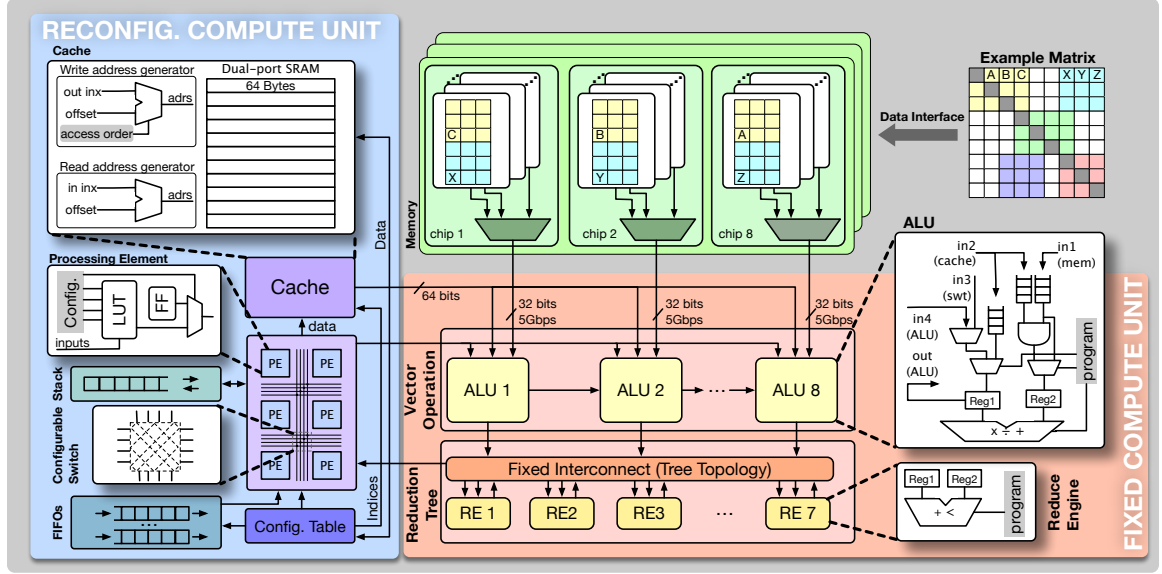 RECONFIG. COMPUTE UNIT
Cache
Write address generator
out inx
offset
access order
adrs
Read address generator
in inx
offset
adrs
Dual-port SRAM
64 Bytes
Data
Processing Element
Config.
LUT
FF
inputs
Cache
data
PE
PE
PE
PE
PE
PE
Stack
Configurable
Switch
FIFOs
...
Config. Table
Indices
Memory
C
X
chip 1
B
Y
chip 2
A
Z
chip 8
Data Interface
Example Matrix
A B C X Y Z
64 bits
32 bits
5Gbps
32 bits
5Gbps
32 bits
5Gbps
Vector
Operation
ALU 1
ALU 2
...
ALU 8
Reduction
Tree
Fixed Interconnect (Tree Topology)
RE 1
RE2
RE3
...
RE 7
ALU
in2
(cache)
in1
(mem)
in3
(swt)
in4
(ALU)
out
(ALU)
program
Reg1
Reg2
x ÷ +
Reg1
Reg2
+ <
program
Reduce
Engine
FIXED COMPUTE UNIT